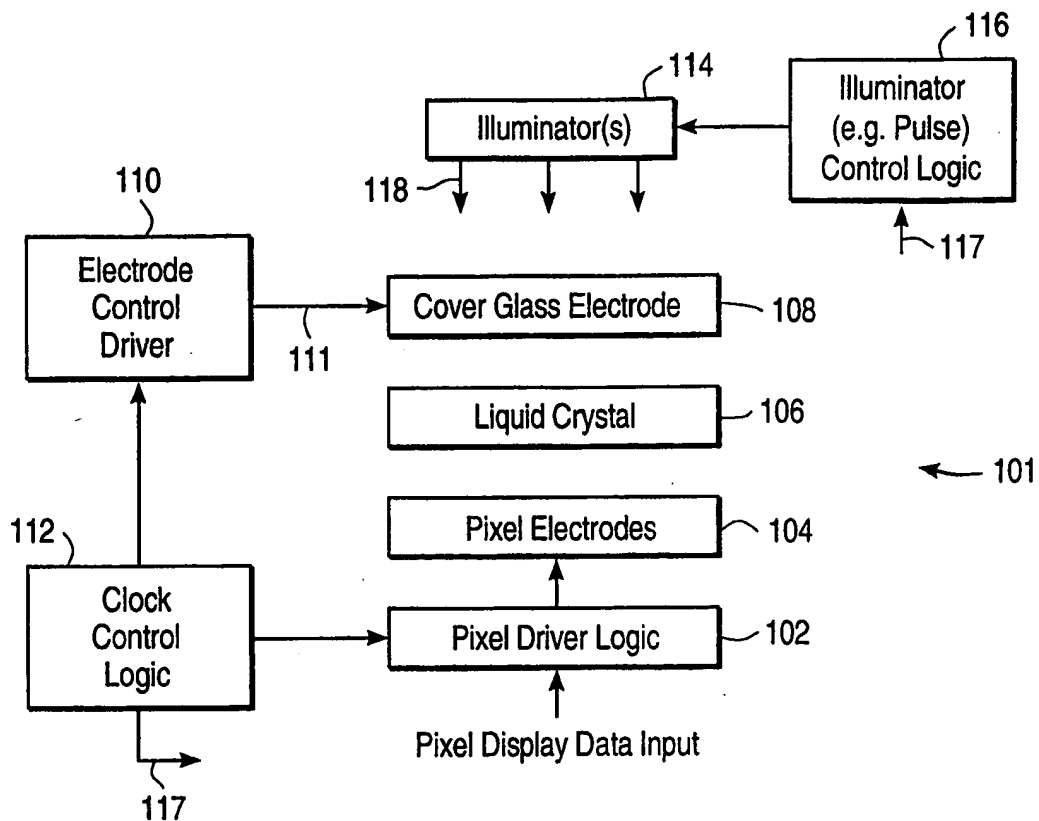 116
114
Illuminator
(e.g. Pulse)
Control Logic
Illuminator(s)
118
117
110
Electrode
Control
Driver
111
Cover Glass Electrode
108
Liquid Crystal
106
101
Pixel Electrodes
104
112
Clock
Control
Logic
Pixel Driver Logic
102
Pixel Display Data Input
117